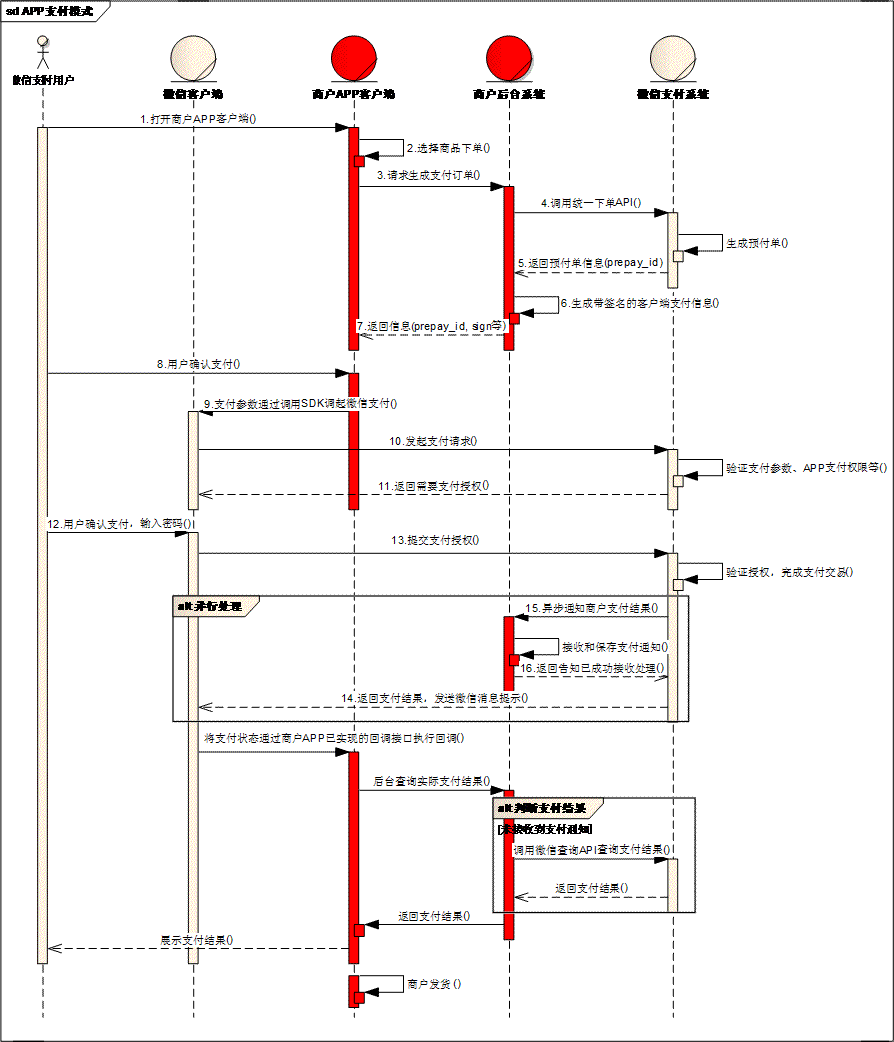 sd APP支付模式
微信支付用户
微信客户端
商户APP客户端
商户后台系统
微信支付系统
1.打开商户APP客户端()
2.选择商品下单()
3.请求生成支付订单()
4.调用统一下单API()
生成预付单()
5.返回预付单信息(prepay_id)
6.生成带签名的客户端支付信息()
7.返回信息(prepay_id, sign等)
8.用户确认支付()
9.支付参数通过调用SDK调起微信支付()
10.发起支付请求()
验证支付参数、APP支付权限等()
11.返回需要支付授权()
12.用户确认支付，输入密码()
13.提交支付授权()
验证授权，完成支付交易()
alt 并行处理
15.异步通知商户支付结果()
接收和保存支付通知()
16.返回告知已成功接收处理()
14.返回支付结果，发送微信消息提示()
将支付状态通过商户APP已实现的回调接口执行回调()
后台查询实际支付结果()
alt 判断支付结果
[未接收到支付通知]
调用微信查询API查询支付结果()
返回支付结果()
返回支付结果()
展示支付结果()
商户发货 ()